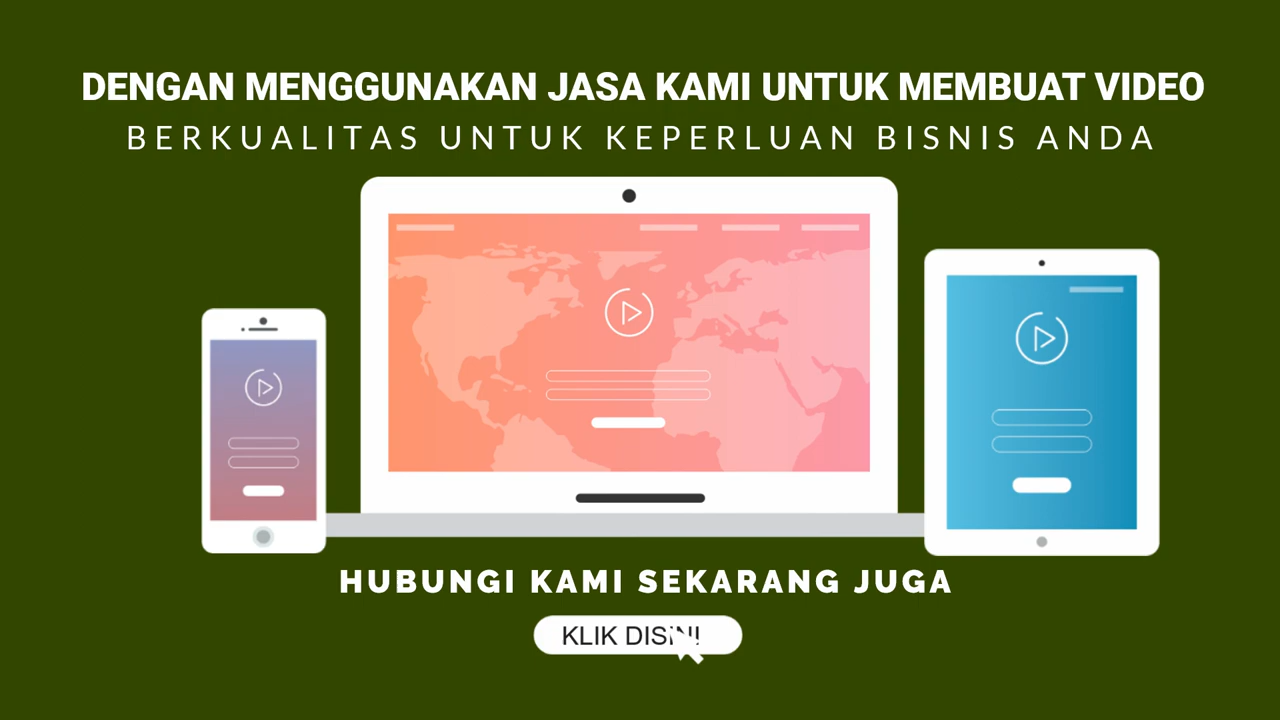 DENGAN MENGGUNAKAN JASA KAMI UNTUK MEMBUAT VIDEO
BERKUALITAS UNTUK KEPERLUAN BISNIS ANDA
HUBUNGI KAMI SEKARANG JUGA
KLIK DISINI